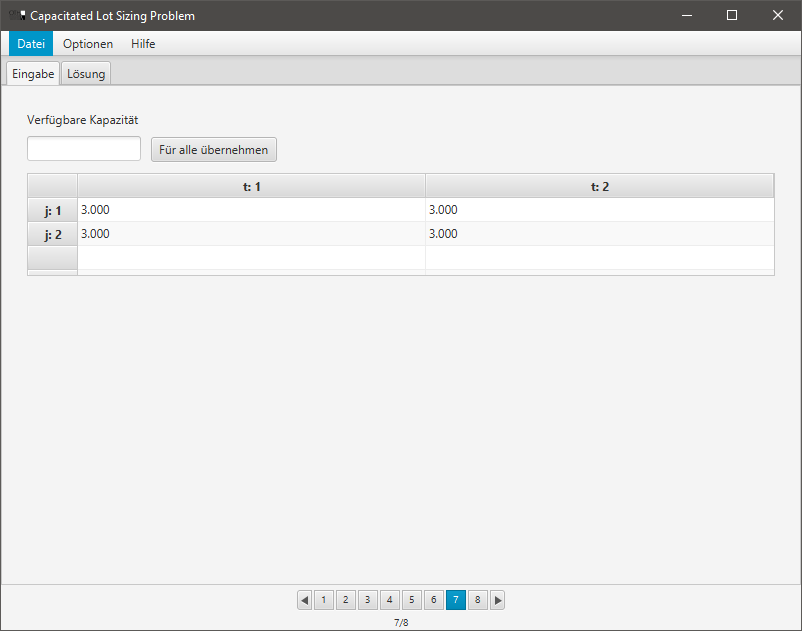 Capacitated Lot Sizing Problem
Datei Optionen Hilfe
Eingabe Lösung
Verfügbare Kapazität
Für alle übernehmen
t: 1 t: 2
j: 1 3.000 3.000
j: 2 3.000 3.000
1 2 3 4 5 6 7 8
7/8